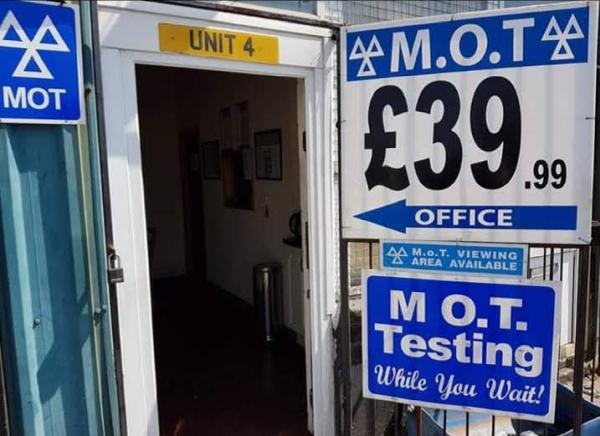 MOT
UNIT 4
M.O.T
£39.99
OFFICE
M.O.T. VIEWING
AREA AVAILABLE
M O.T.
Testing
While You Wait!